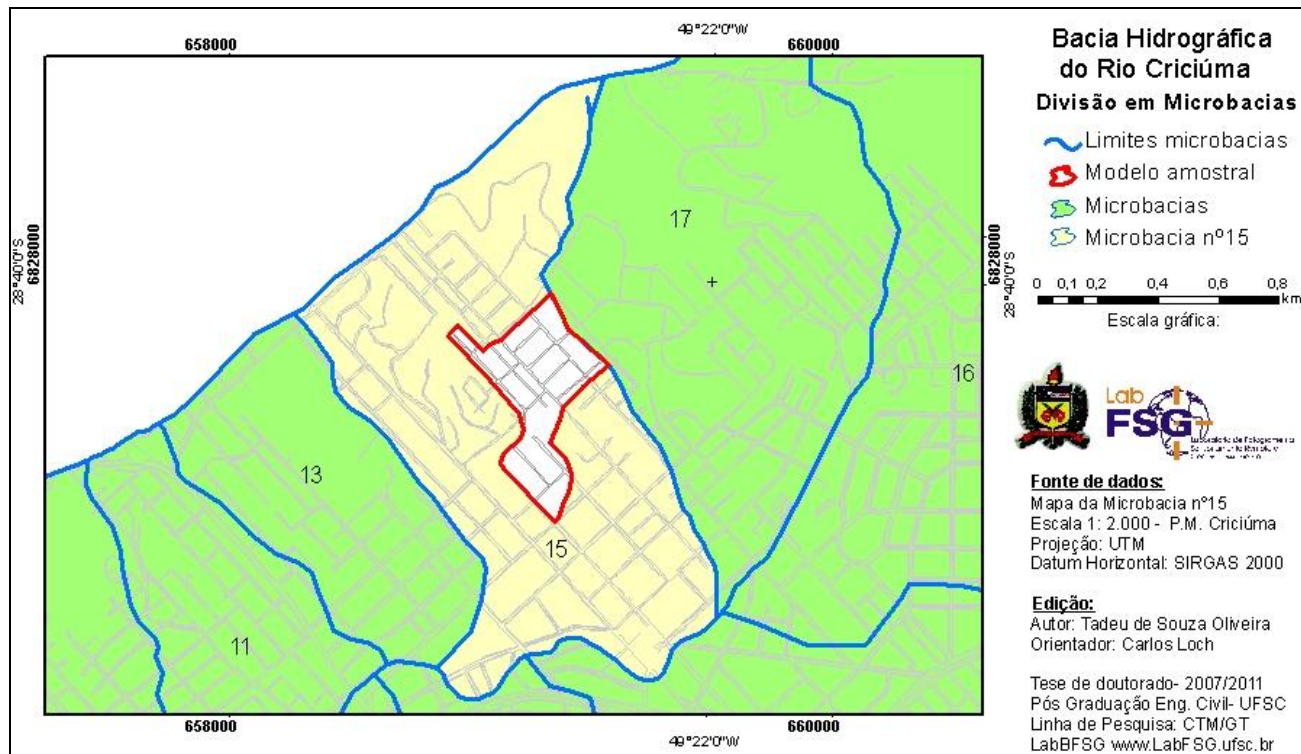 658000
49°22'0"W
660000
28°40'0"S
6828000
17
16
13
15
11
6828000
28°40'0"S
658000
49°22'0"W
660000
Bacia Hidrográfica
do Rio Criciúma
Divisão em Microbacias
Limites microbacias
Modelo amostral
Microbacias
Microbacia nº15
0 0,1 0,2 0,4 0,6 0,8
km
Escala gráfica:
Lab
FSG
Fonte de dados:
Mapa da Microbacia nº15
Escala 1: 2.000 - P.M. Criciúma
Projeção: UTM
Datum Horizontal: SIRGAS 2000
Edição:
Autor: Tadeu de Souza Oliveira
Orientador: Carlos Loch
Tese de doutorado- 2007/2011
Pós Graduação Eng. Civil- UFSC
Linha de Pesquisa: CTM/GT
LabBFSG www.LabFSG.ufsc.br